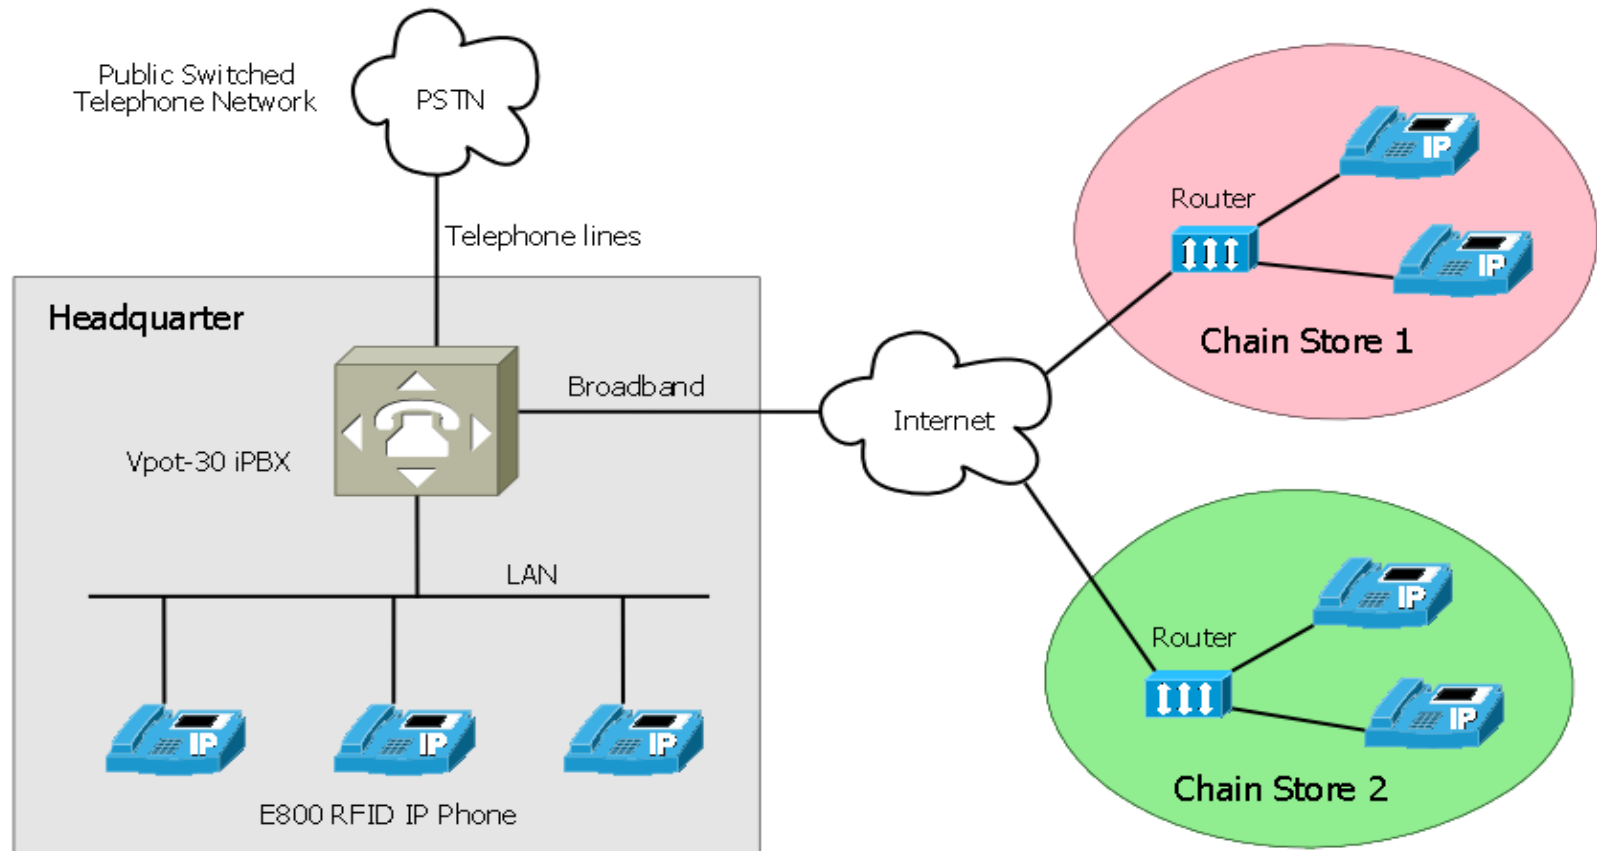 Public Switched
Telephone Network
PSTN
Telephone lines
Headquarter
Vpot-30 iPBX
Broadband
Internet
LAN
IP
IP
IP
E800 RFID IP Phone
Router
IP
IP
Chain Store 1
Router
IP
IP
Chain Store 2